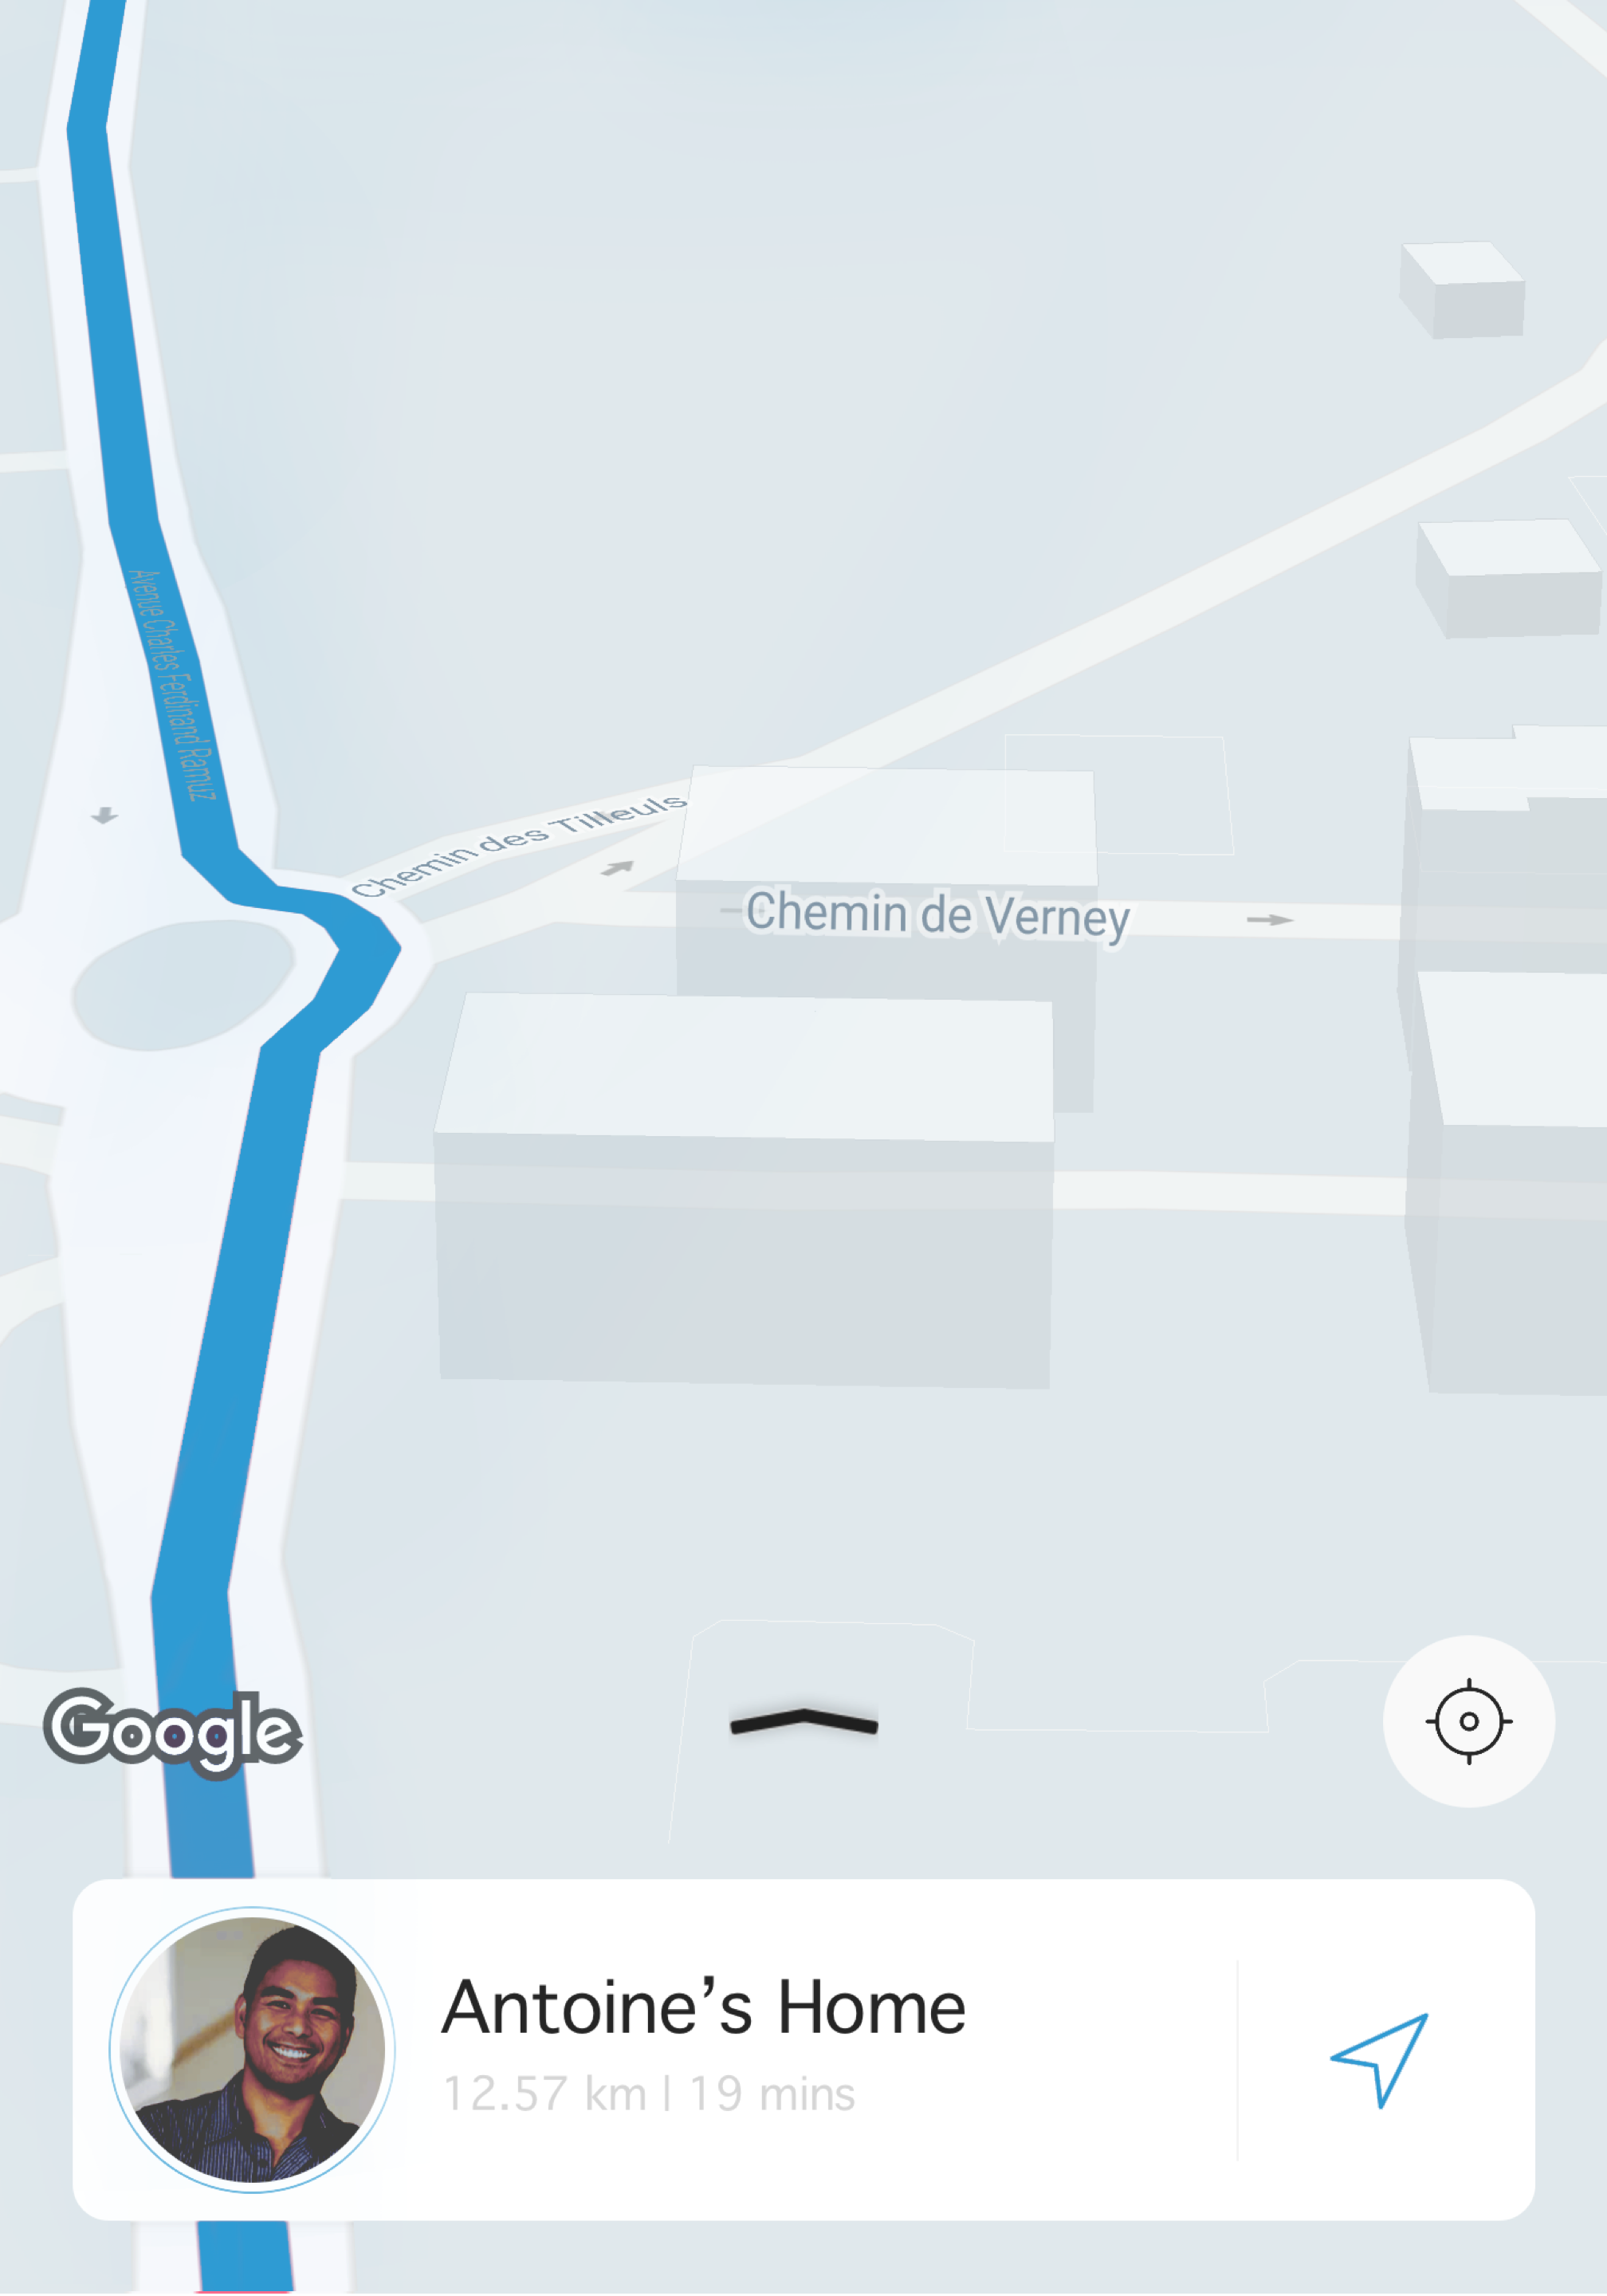 Avenue Charles Ferdinand Ramuz
Chemin des Tilleuls
Chemin de Verney
Google
Antoine’s Home
12.57 km | 19 mins